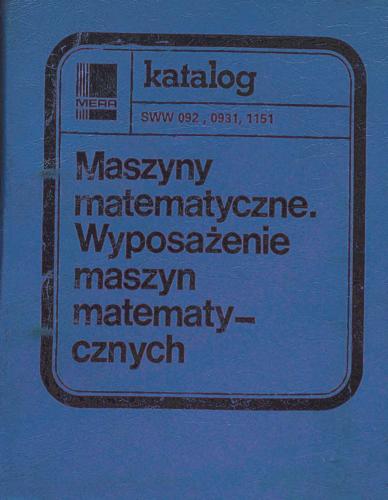 MERA
katalog
SWW 092, 0931, 1151
Maszyny
matematyczne.
Wyposażenie
maszyn
matematy-
cznych